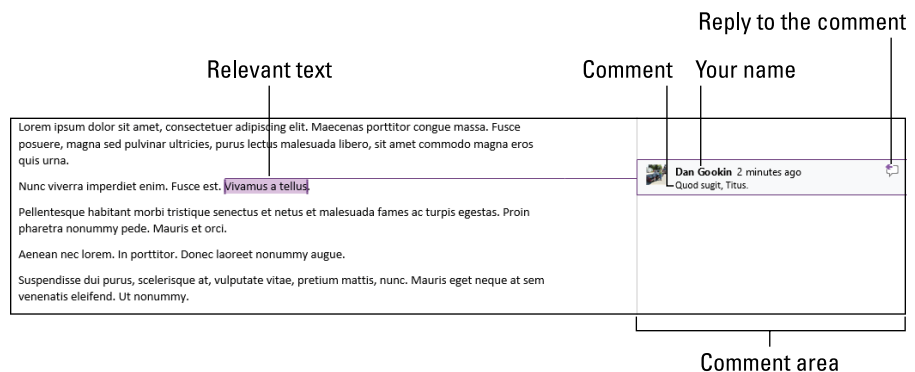 Reply to the comment
Relevant text
Comment
Your name
Lorem ipsum dolor sit amet, consectetuer adipiscing elit. Maecenas porttitor congue massa. Fusce
posuere, magna sed pulvinar ultricies, purus lectus malesuada libero, sit amet commodo magna eros
quis urna.
Nunc viverra imperdiet enim. Fusce est. Vivamus a tellus.
Dan Gookin 2 minutes ago
Quod sugit, Titus.
Pellentesque habitant morbi tristique senectus et netus et malesuada fames ac turpis egestas. Proin
pharetra nonummy pede. Mauris et orci.
Aenean nec lorem. In porttitor. Donec laoreet nonummy augue.
Suspendisse dui purus, scelerisque at, vulputate vitae, pretium mattis, nunc. Mauris eget neque at sem
venenatis eleifend. Ut nonummy.
Comment area